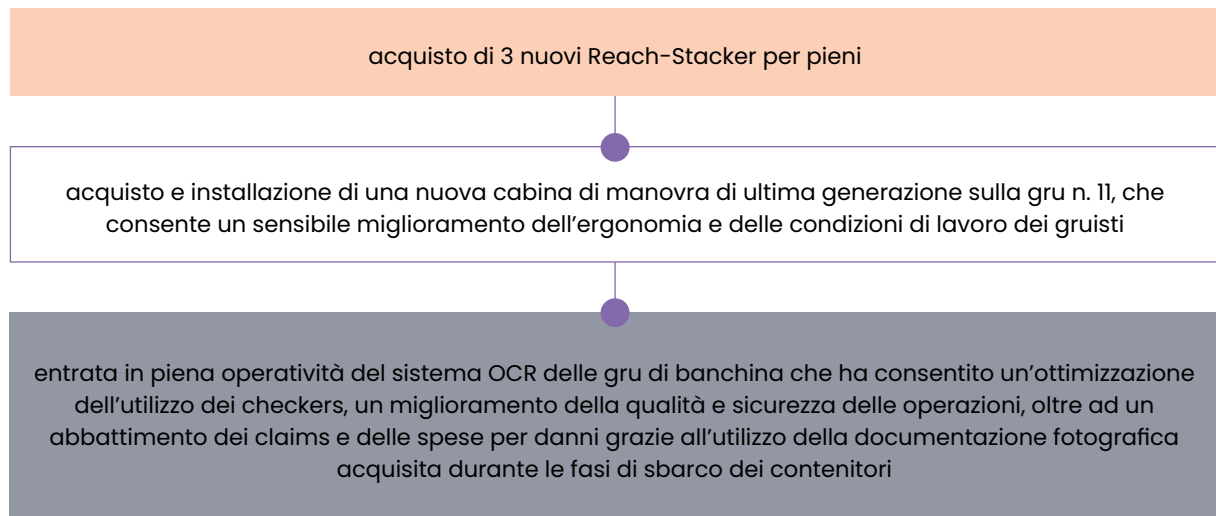 acquisto di 3 nuovi Reach-Stacker per pieni
acquisto e installazione di una nuova cabina di manovra di ultima generazione sulla gru n. 11, che
consente un sensibile miglioramento dell’ergonomia e delle condizioni di lavoro dei gruisti
entrata in piena operatività del sistema OCR delle gru di banchina che ha consentito un’ottimizzazione
dell’utilizzo dei checkers, un miglioramento della qualità e sicurezza delle operazioni, oltre ad un
abbattimento dei claims e delle spese per danni grazie all’utilizzo della documentazione fotografica
acquisita durante le fasi di sbarco dei contenitori